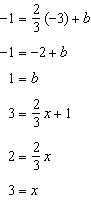 −1 = 2/3 (−3) + b
−1 = −2 + b
1 = b
3 = 2/3 x + 1
2 = 2/3 x
3 = x